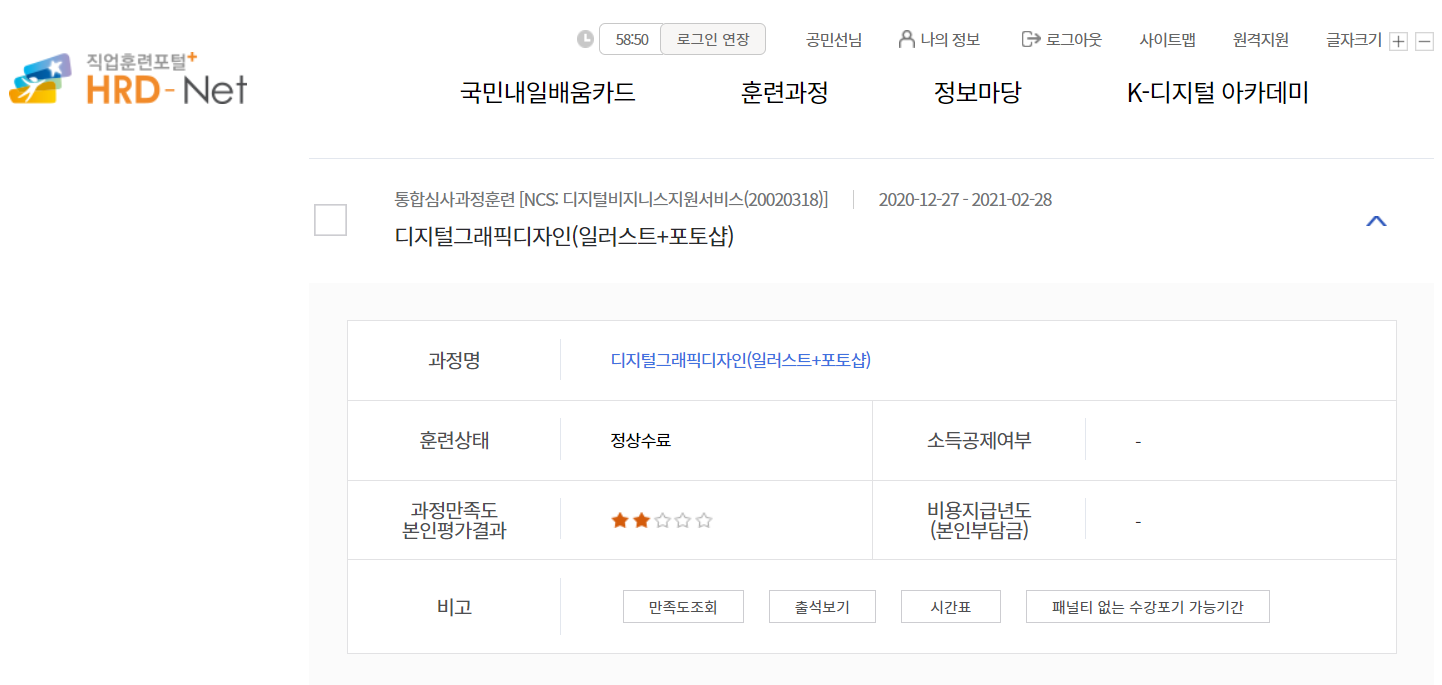 58:50 로그인 연장 공민선님 나의 정보 로그아웃 사이트맵 원격지원 글자크기
직업훈련포털+
HRD-Net
국민내일배움카드 훈련과정 정보마당 K-디지털 아카데미
통합심사과정훈련 [NCS: 디지털비지니스지원서비스(20020318)] 2020-12-27 - 2021-02-28
디지털그래픽디자인(일러스트+포토샵)
과정명 디지털그래픽디자인(일러스트+포토샵)
훈련상태 정상수료 소득공제여부 -
과정만족도
본인평가결과
비용지급년도
(본인부담금) -
비고 만족도조회 출석보기 시간표 패널티 없는 수강포기 가능기간